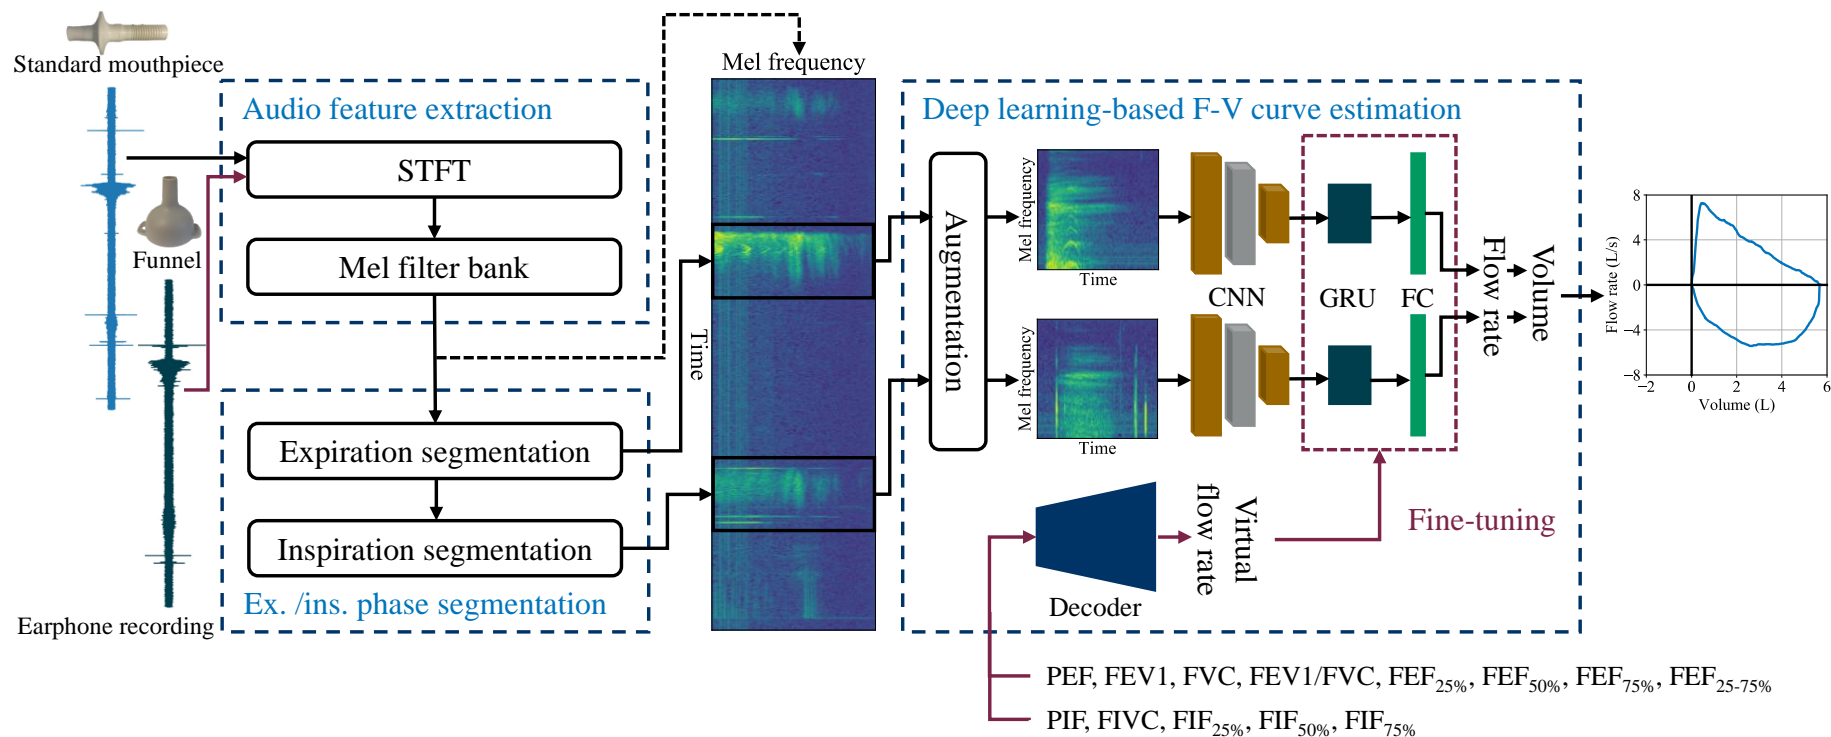 Standard mouthpiece
Funnel
Earphone recording
Audio feature extraction
STFT
Mel filter bank
Expiration segmentation
Inspiration segmentation
Ex. /ins. phase segmentation
Mel frequency
Time
Deep learning-based F-V curve estimation
Augmentation
Mel frequency
Time
Mel frequency
Time
CNN
GRU
FC
Flow rate
Volume
Decoder
Virtual
flow rate
Fine-tuning
PEF, FEV1, FVC, FEV1/FVC, FEF25%, FEF50%, FEF75%, FEF25-75%
PIF, FIVC, FIF25%, FIF50%, FIF75%
Flow rate (L/s)
8
4
0
−4
−8
−2 0 2 4 6
Volume (L)